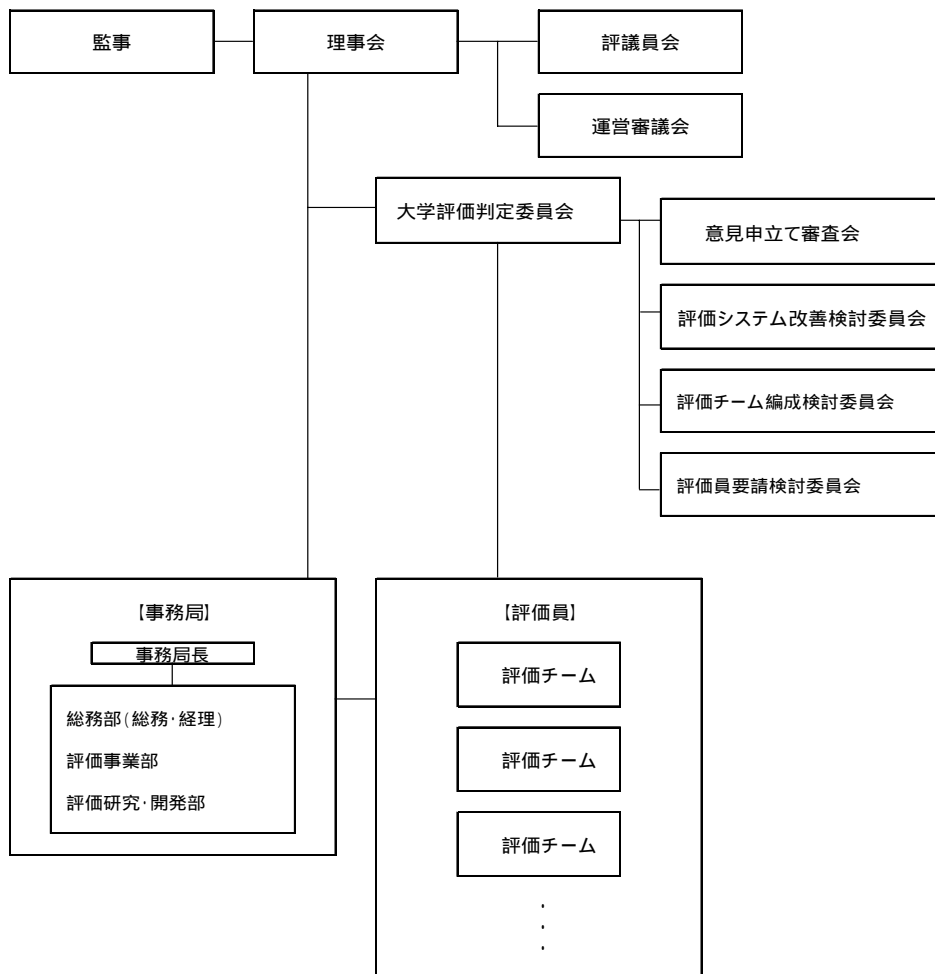 監事
理事会
評議員会
運営審議会
大学評価判定委員会
意見申立て審査会
評価システム改善検討委員会
評価チーム編成検討委員会
評価員要請検討委員会
【事務局】
事務局長
総務部(総務・経理)
評価事業部
評価研究・開発部
【評価員】
評価チーム
評価チーム
評価チーム
・
・
・